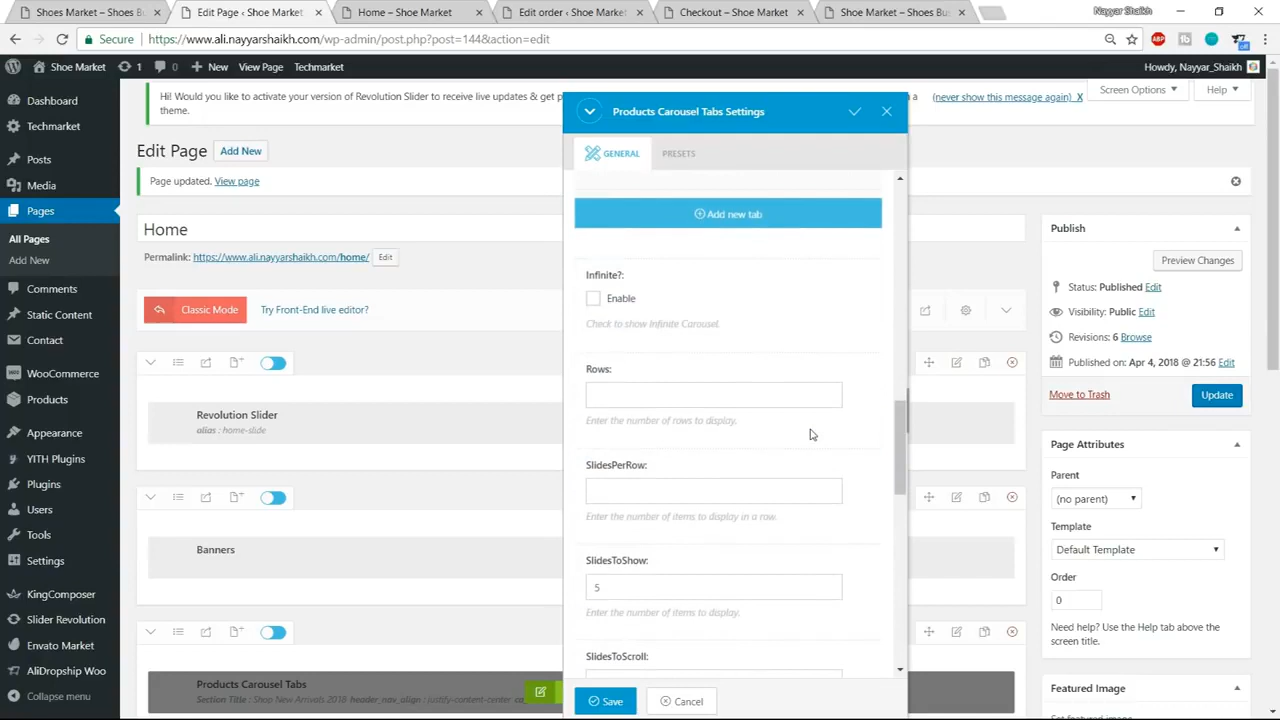 Shoes Market – Shoes Bu
Edit Page ‹ Shoe Market
Home – Shoe Market
Edit order ‹ Shoe Market
Checkout – Shoe Market
Shoe Market – Shoes Bus
Nayyar Shaikh
Secure
https://www.ali.nayyarshaikh.com/wp-admin/post.php?post=144&action=edit
ABP
off
Shoe Market
1
0
New
View Page
Techmarket
Howdy, Nayyar_Shaikh
Dashboard
Techmarket
Posts
Media
Pages
All Pages
Add New
Comments
Static Content
Contact
WooCommerce
Products
Appearance
YITH Plugins
Plugins
Users
Tools
Settings
KingComposer
Slider Revolution
Envato Market
AliDropship Woo
Collapse menu
Hi! Would you like to activate your version of Revolution Slider to receive live updates & get p
theme.
(never show this message again) X
Screen Options
Help
Edit Page
Add New
Page updated. View page
Home
Permalink: https://www.ali.nayyarshaikh.com/home/
Edit
Classic Mode
Try Front-End live editor?
Revolution Slider
alias : home-slide
Banners
Products Carousel Tabs
Section Title : Shop New Arrivals 2018 header_nav_align : justify-content-center
Products Carousel Tabs Settings
GENERAL
PRESETS
Add new tab
Infinite?:
Enable
Check to show Infinite Carousel.
Rows:
Enter the number of rows to display.
SlidesPerRow:
Enter the number of items to display in a row.
SlidesToShow:
5
Enter the number of items to display.
SlidesToScroll:
Save
Cancel
Publish
Preview Changes
Status: Published Edit
Visibility: Public Edit
Revisions: 6 Browse
Published on: Apr 4, 2018 @ 21:56 Edit
Move to Trash
Update
Page Attributes
Parent
(no parent)
Template
Default Template
Order
0
Need help? Use the Help tab above the
screen title.
Featured Image